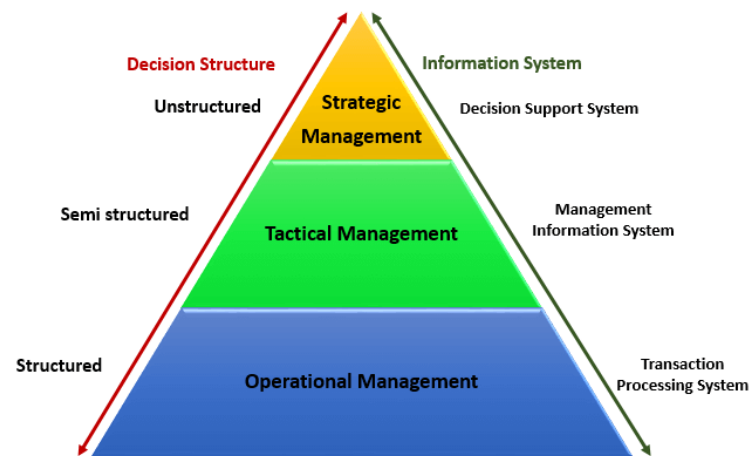 Decision Structure
Information System
Unstructured
Strategic
Management
Decision Support System
Semi structured
Tactical Management
Management
Information System
Structured
Operational Management
Transaction
Processing System